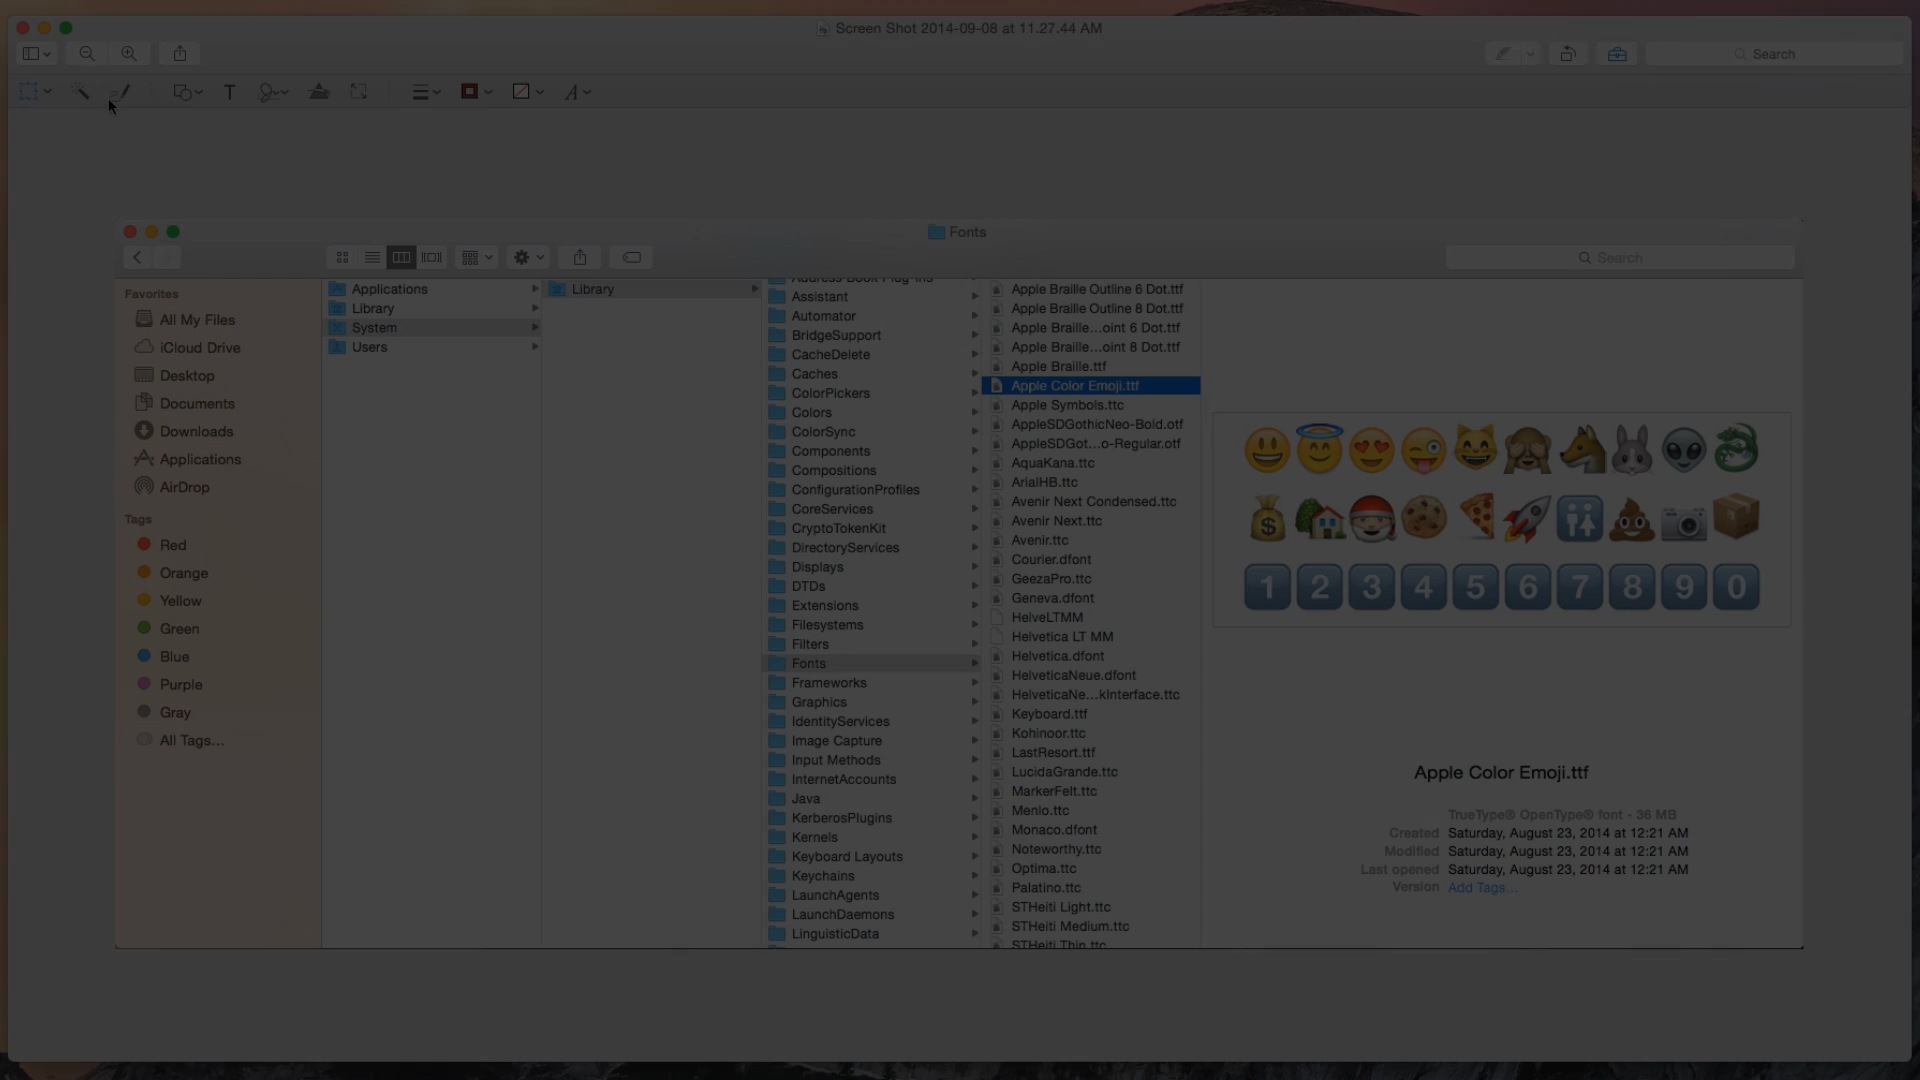 Screen Shot 2014-09-08 at 11.27.44 AM
Search
T
A
Fonts
Search
Favorites
All My Files
iCloud Drive
Desktop
Documents
Downloads
Applications
AirDrop
Tags
Red
Orange
Yellow
Green
Blue
Purple
Gray
All Tags...
Applications
Library
System
Users
Library
Address Book Plug-Ins
Assistant
Automator
BridgeSupport
CacheDelete
Caches
ColorPickers
Colors
ColorSync
Components
Compositions
ConfigurationProfiles
CoreServices
CryptoTokenKit
DirectoryServices
Displays
DTDs
Extensions
Filesystems
Filters
Fonts
Frameworks
Graphics
IdentityServices
Image Capture
Input Methods
InternetAccounts
Java
KerberosPlugins
Kernels
Keyboard Layouts
Keychains
LaunchAgents
LaunchDaemons
LinguisticData
Apple Braille Outline 6 Dot.ttf
Apple Braille Outline 8 Dot.ttf
Apple Braille...oint 6 Dot.ttf
Apple Braille...oint 8 Dot.ttf
Apple Braille.ttf
Apple Color Emoji.ttf
Apple Symbols.ttc
AppleSDGothicNeo-Bold.otf
AppleSDGot...o-Regular.otf
AquaKana.ttc
ArialHB.ttc
Avenir Next Condensed.ttc
Avenir Next.ttc
Avenir.ttc
Courier.dfont
GeezaPro.ttc
Geneva.dfont
HelveLTMM
Helvetica LT MM
Helvetica.dfont
HelveticaNeue.dfont
HelveticaNe...kInterface.ttc
Keyboard.ttf
Kohinoor.ttc
LastResort.ttf
LucidaGrande.ttc
MarkerFelt.ttc
Menlo.ttc
Monaco.dfont
Noteworthy.ttc
Optima.ttc
Palatino.ttc
STHeiti Light.ttc
STHeiti Medium.ttc
STHeiti Thin.ttc
1 2 3 4 5 6 7 8 9 0
Apple Color Emoji.ttf
TrueType® OpenType® font - 36 MB
Created Saturday, August 23, 2014 at 12:21 AM
Modified Saturday, August 23, 2014 at 12:21 AM
Last opened Saturday, August 23, 2014 at 12:21 AM
Version Add Tags...